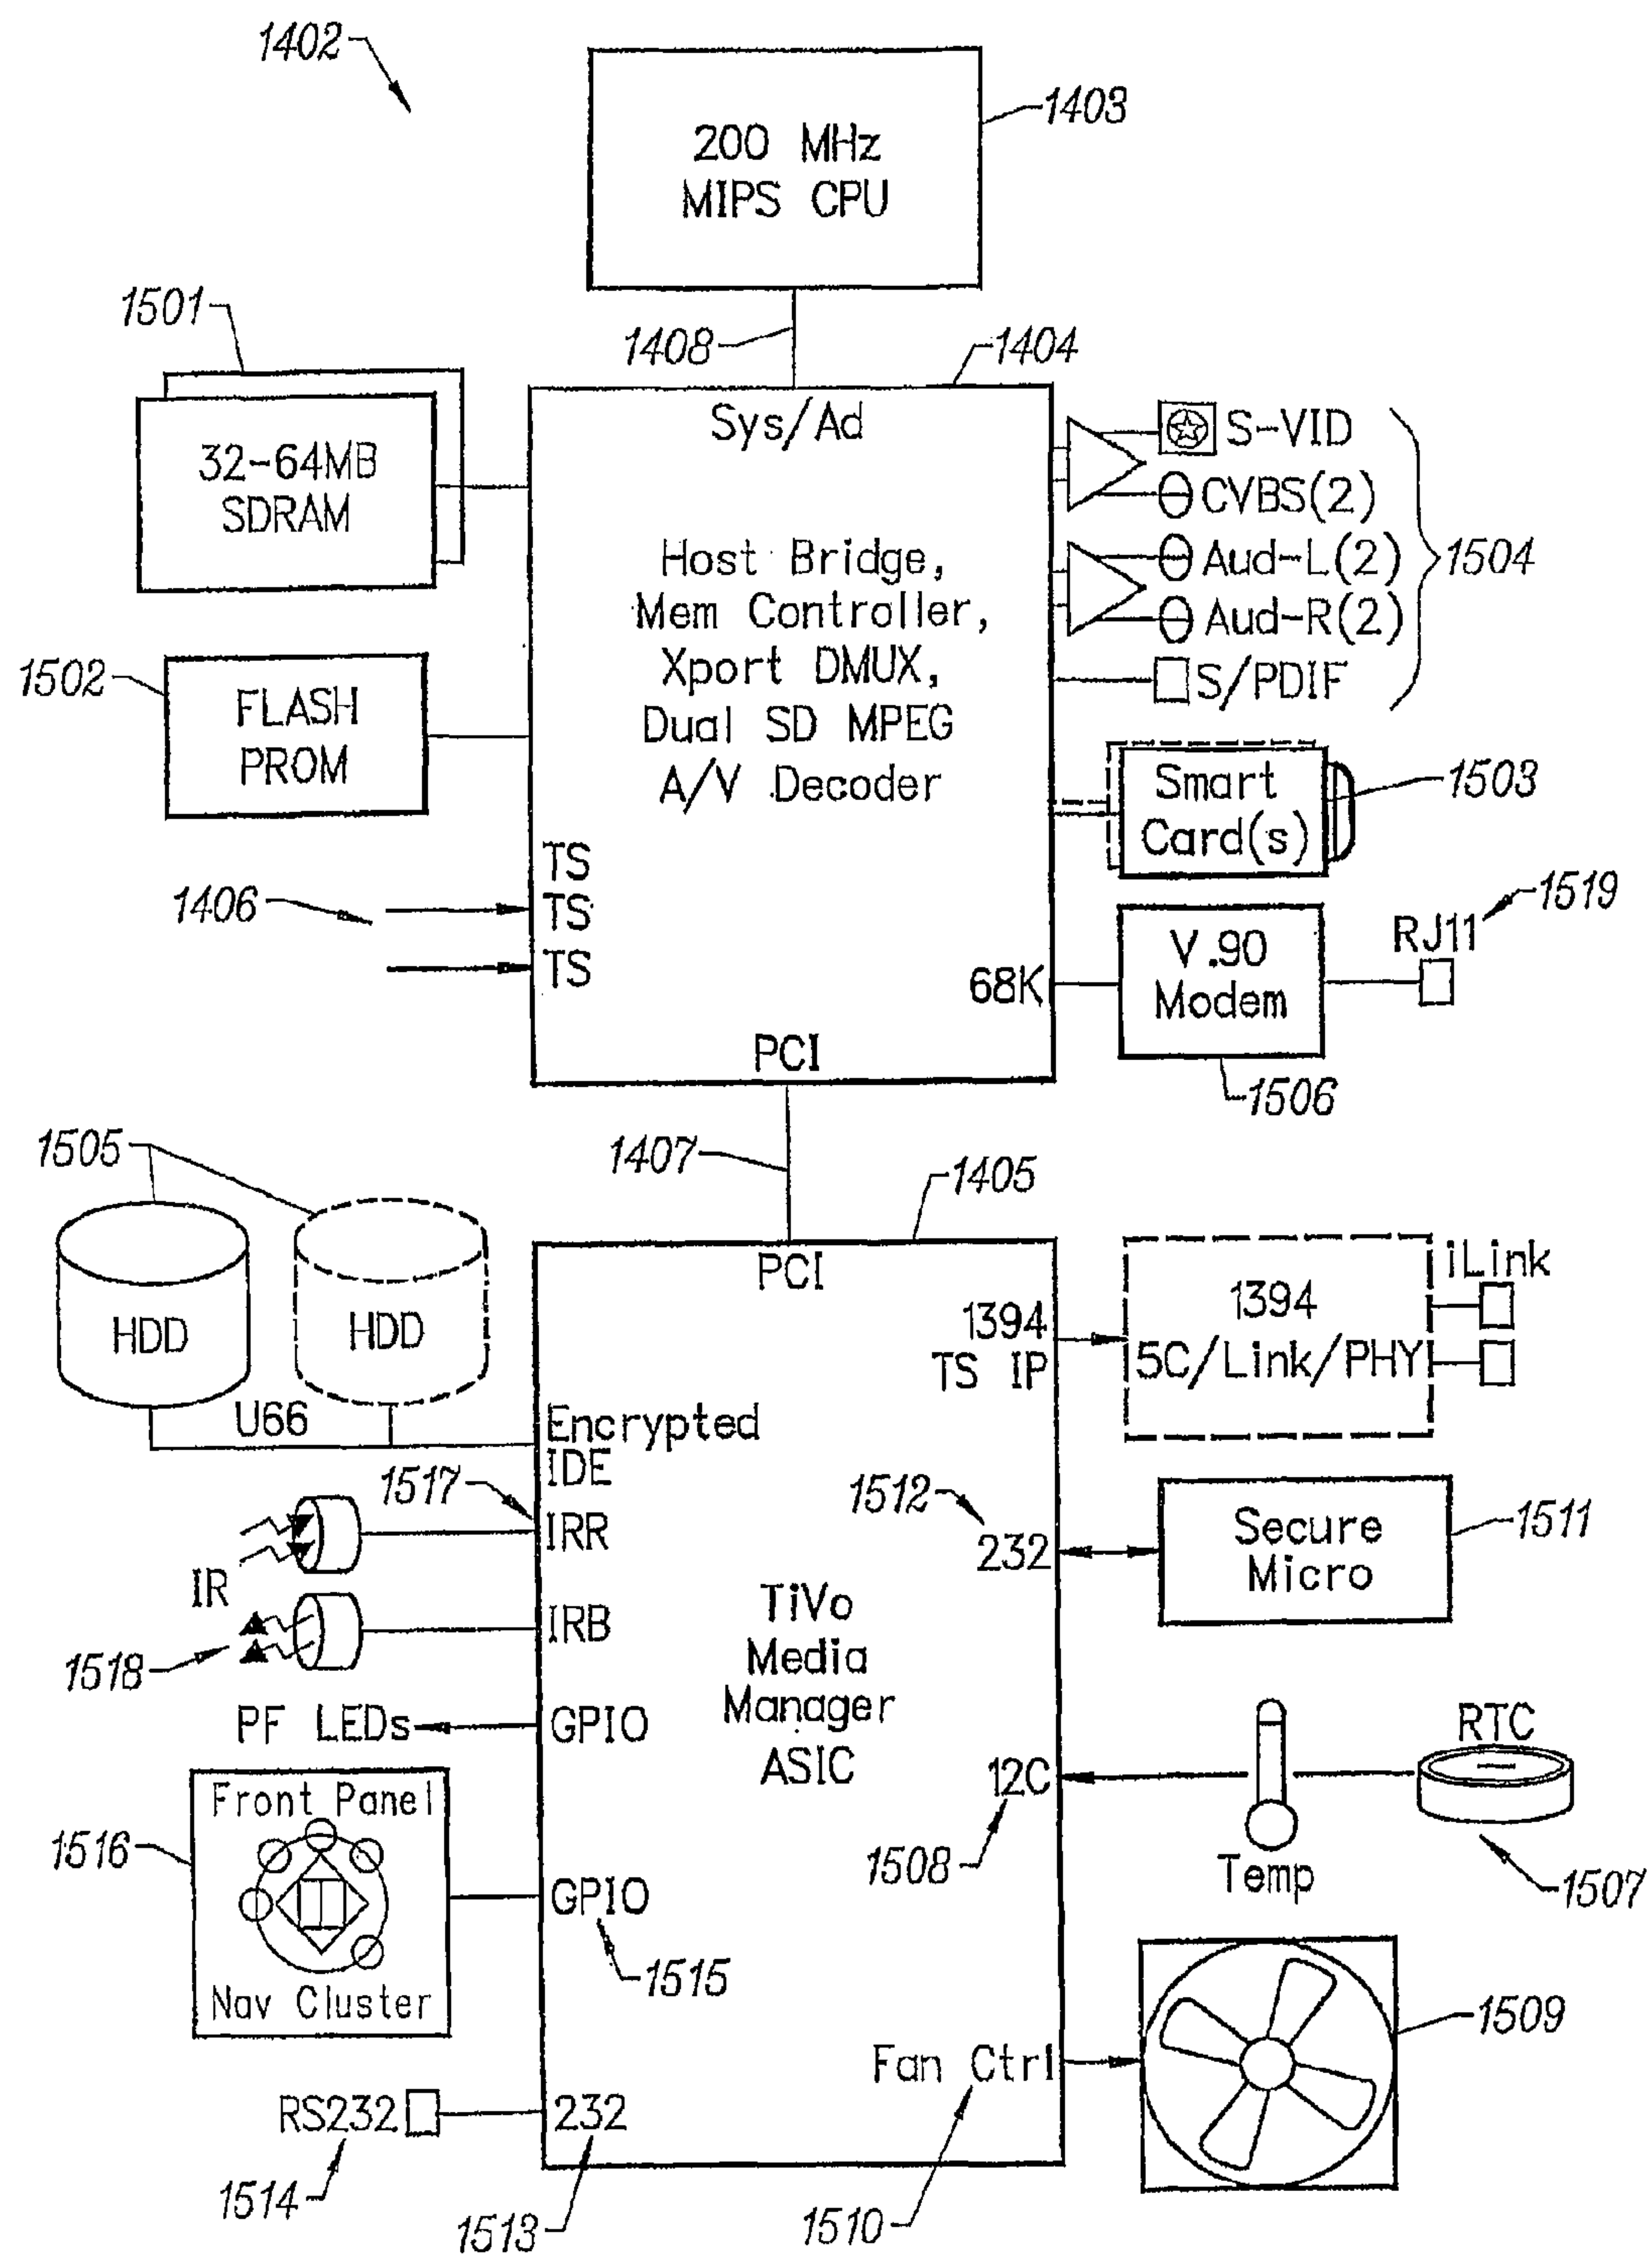 1402
1403
200 MHz
MIPS CPU
1501
1408
1404
32-64MB
SDRAM
Sys/Ad
S-VID
CVBS(2)
Aud-L(2)
Aud-R(2)
S/PDIF
1504
Host Bridge,
Mem Controller,
Xport DMUX,
Dual SD MPEG
A/V Decoder
1502
FLASH
PROM
Smart
Card(s)
1503
TS
1406
TS
TS
68K
V.90
Modem
RJ11
1519
1506
PCI
1505
1407
1405
HDD
HDD
U66
PCI
1394
TS IP
1394
5C/Link/PHY
iLink
Encrypted
IDE
1517
IRR
1512
232
Secure
Micro
1511
IR
IRB
1518
TiVo
Media
Manager
ASIC
PF LEDs
GPIO
12C
1508
Temp
RTC
1507
Front Panel
1516
Nav Cluster
GPIO
1515
Fan Ctrl
1509
1510
RS232
232
1514
1513